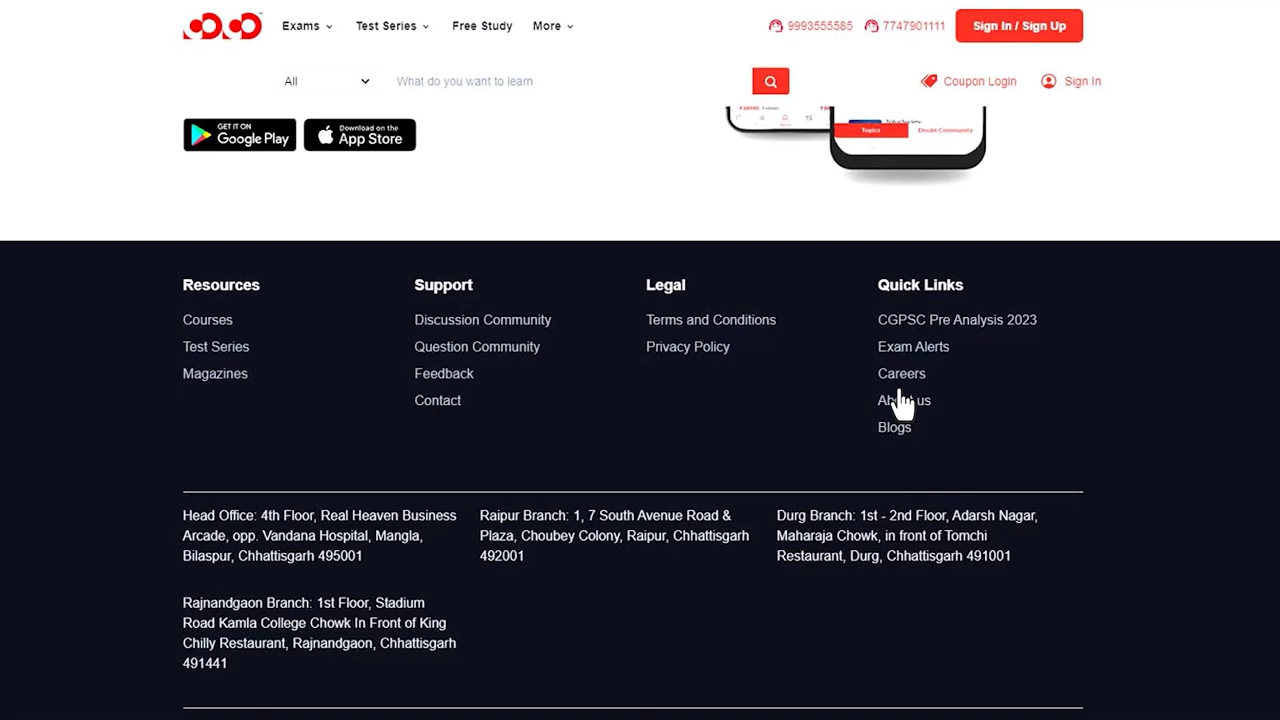 Exams
Test Series
Free Study
More
9993555585
7747901111
Sign In / Sign Up
All
What do you want to learn
Coupon Login
Sign In
GET IT ON
Google Play
Download on the
App Store
Topics
Doubt Community
Resources
Courses
Test Series
Magazines
Support
Discussion Community
Question Community
Feedback
Contact
Legal
Terms and Conditions
Privacy Policy
Quick Links
CGPSC Pre Analysis 2023
Exam Alerts
Careers
About us
Blogs
Head Office: 4th Floor, Real Heaven Business
Arcade, opp. Vandana Hospital, Mangla,
Bilaspur, Chhattisgarh 495001
Raipur Branch: 1, 7 South Avenue Road &
Plaza, Choubey Colony, Raipur, Chhattisgarh
492001
Durg Branch: 1st - 2nd Floor, Adarsh Nagar,
Maharaja Chowk, in front of Tomchi
Restaurant, Durg, Chhattisgarh 491001
Rajnandgaon Branch: 1st Floor, Stadium
Road Kamla College Chowk In Front of King
Chilly Restaurant, Rajnandgaon, Chhattisgarh
491441